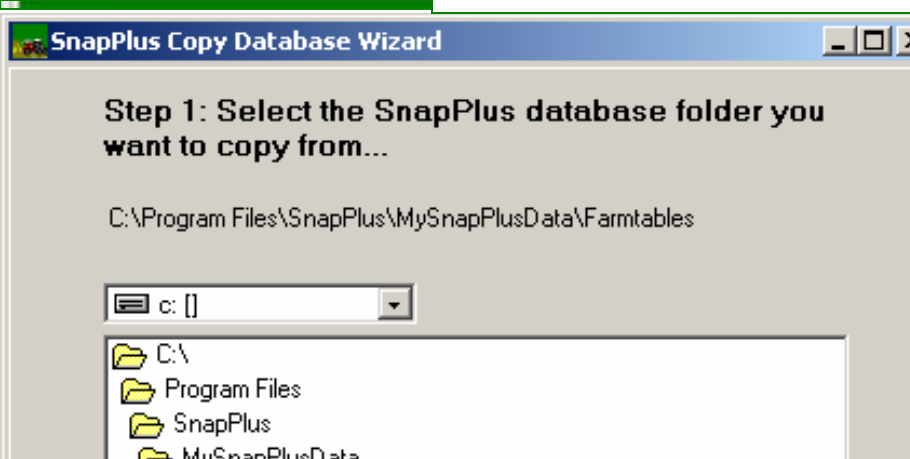 SnapPlus Copy Database Wizard
Step 1: Select the SnapPlus database folder you
want to copy from...
C:\Program Files\SnapPlus\MySnapPlusData\Farmtables
c: []
C:\
Program Files
SnapPlus
MySnapPlusData